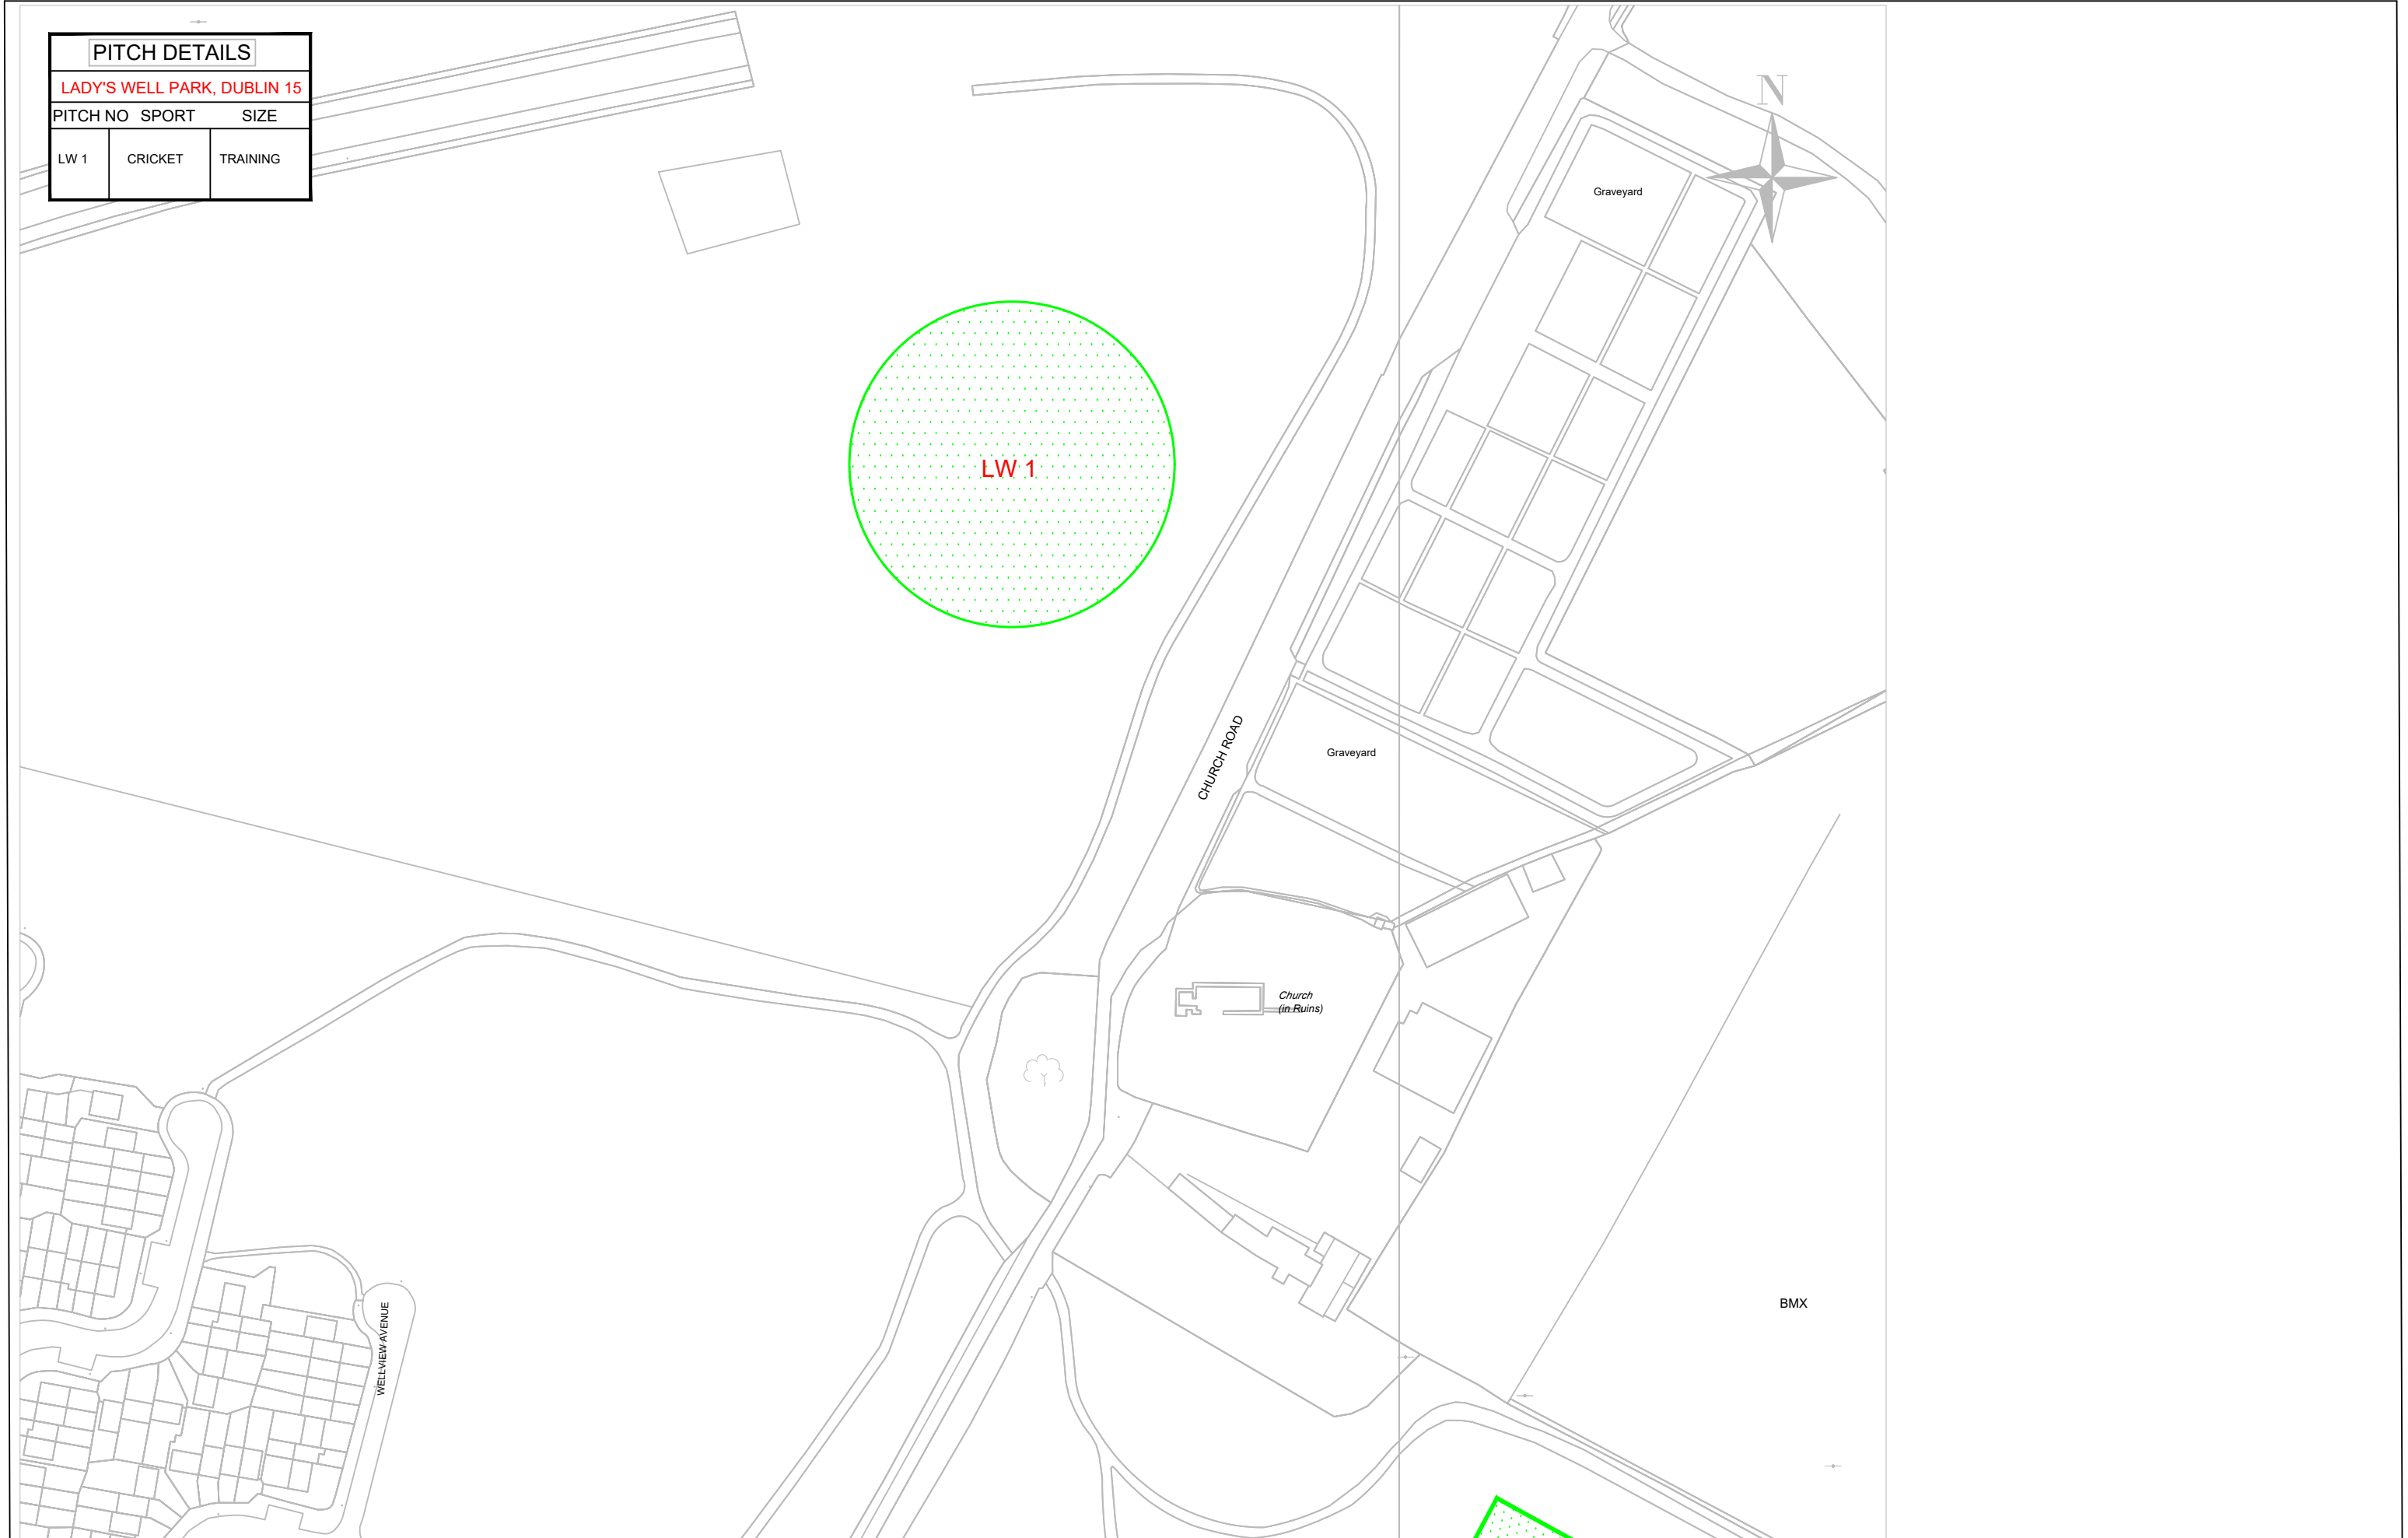 PITCH DETAILS
LADY'S WELL PARK, DUBLIN 15
PITCH NO SPORT SIZE
LW 1 CRICKET TRAINING
N
Graveyard
LW 1
CHURCH ROAD
Graveyard
Church
(in Ruins)
WELLVIEW AVENUE
BMX